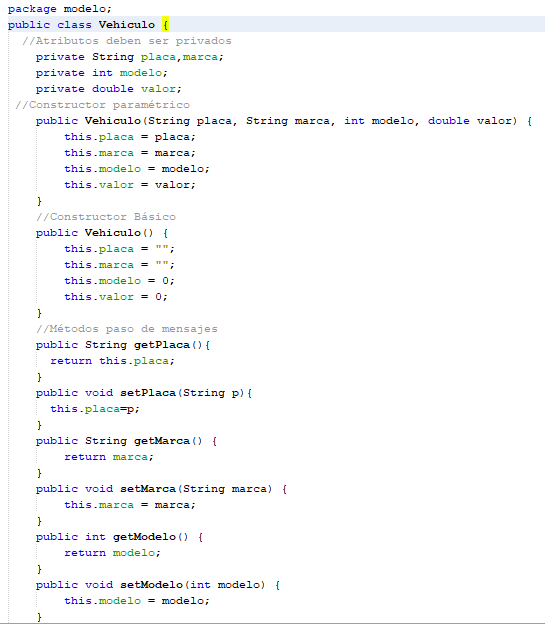 package modelo;
public class Vehiculo {
//Atributos deben ser privados
private String placa,marca;
private int modelo;
private double valor;
//Constructor paramétrico
public Vehiculo(String placa, String marca, int modelo, double valor) {
this.placa = placa;
this.marca = marca;
this.modelo = modelo;
this.valor = valor;
}
//Constructor Básico
public Vehiculo() {
this.placa = "";
this.marca = "";
this.modelo = 0;
this.valor = 0;
}
//Métodos paso de mensajes
public String getPlaca(){
return this.placa;
}
public void setPlaca(String p){
this.placa=p;
}
public String getMarca() {
return marca;
}
public void setMarca(String marca) {
this.marca = marca;
}
public int getModelo() {
return modelo;
}
public void setModelo(int modelo) {
this.modelo = modelo;
}